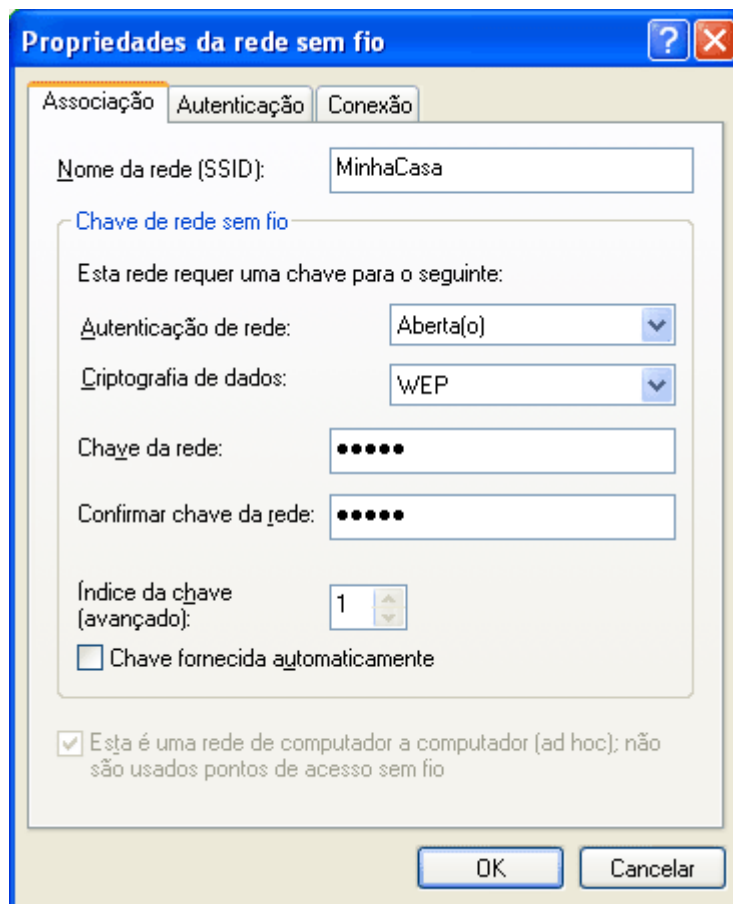 Propriedades da rede sem fio
Associação Autenticação Conexão
Nome da rede (SSID): MinhaCasa
Chave de rede sem fio
Esta rede requer uma chave para o seguinte:
Autenticação de rede: Aberta(o)
Criptografia de dados: WEP
Chave da rede: •••••
Confirmar chave da rede: •••••
Índice da chave
(avançado): 1
Chave fornecida automaticamente
Esta é uma rede de computador a computador (ad hoc); não
são usados pontos de acesso sem fio
OK Cancelar